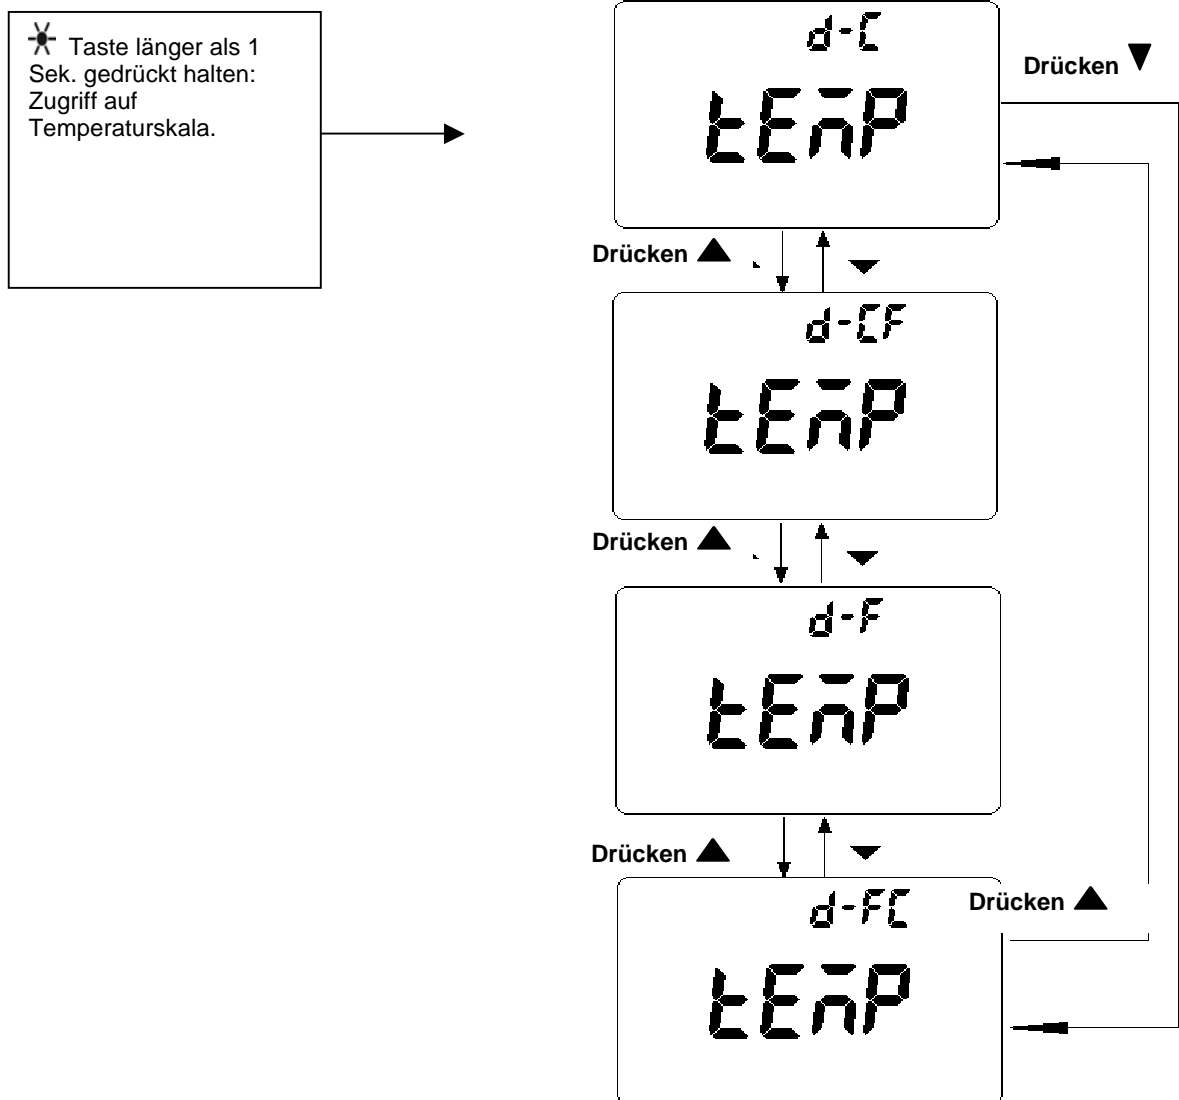 Taste länger als 1
Sek. gedrückt halten:
Zugriff auf
Temperaturskala.
d-C
tEmP
Drücken ▼
Drücken ▲ ▼
d-CF
tEmP
Drücken ▲ ▼
d-F
tEmP
Drücken ▲ ▼
d-FC
tEmP
Drücken ▲